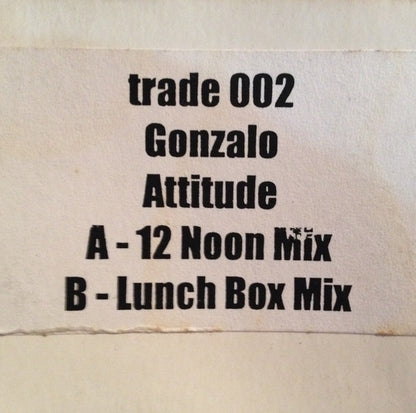 trade 002
Gonzalo
Attitude
A - 12 Noon Mix
B - Lunch Box Mix